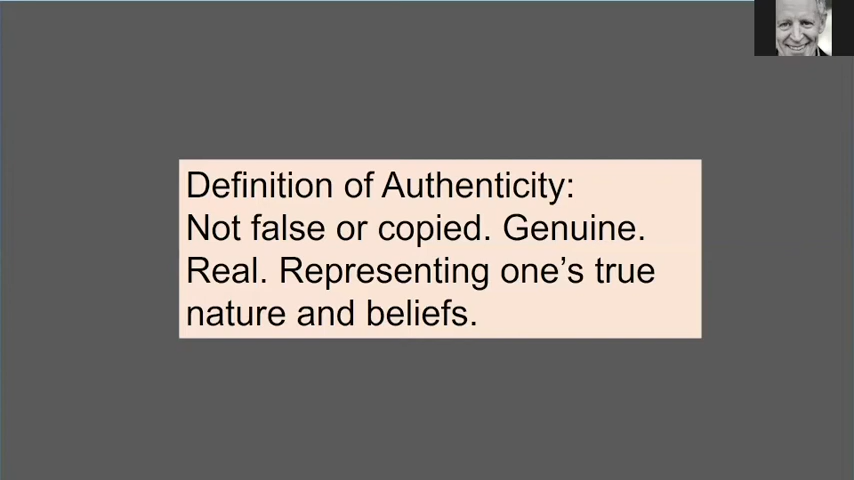 Definition of Authenticity:
Not false or copied. Genuine.
Real. Representing one’s true
nature and beliefs.